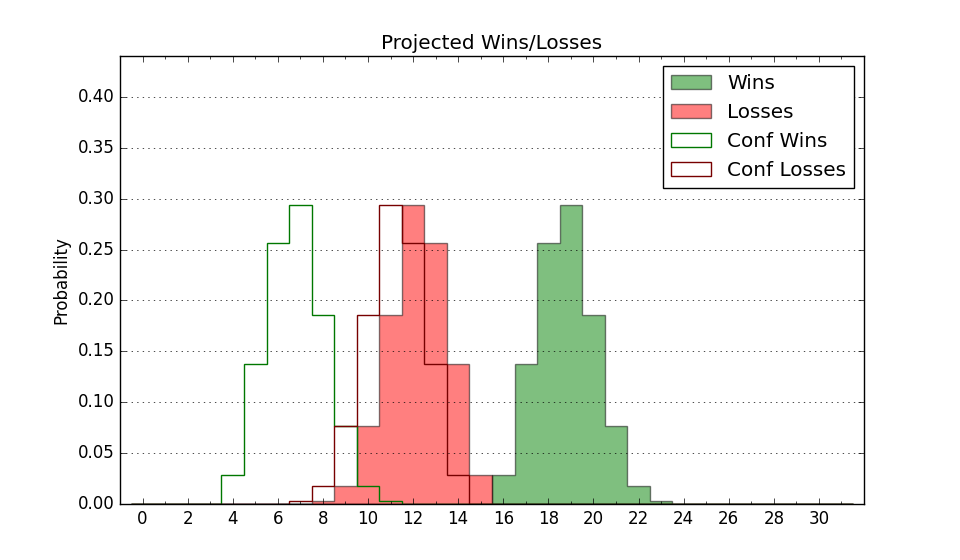 Projected Wins/Losses
Wins
Losses
Conf Wins
Conf Losses
Probability
0.40
0.35
0.30
0.25
0.20
0.15
0.10
0.05
0.00
0 2 4 6 8 10 12 14 16 18 20 22 24 26 28 30